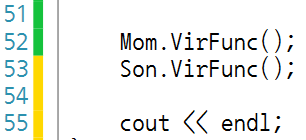 51
52 Mom.VirFunc();
53 Son.VirFunc();
54
55 cout << endl;